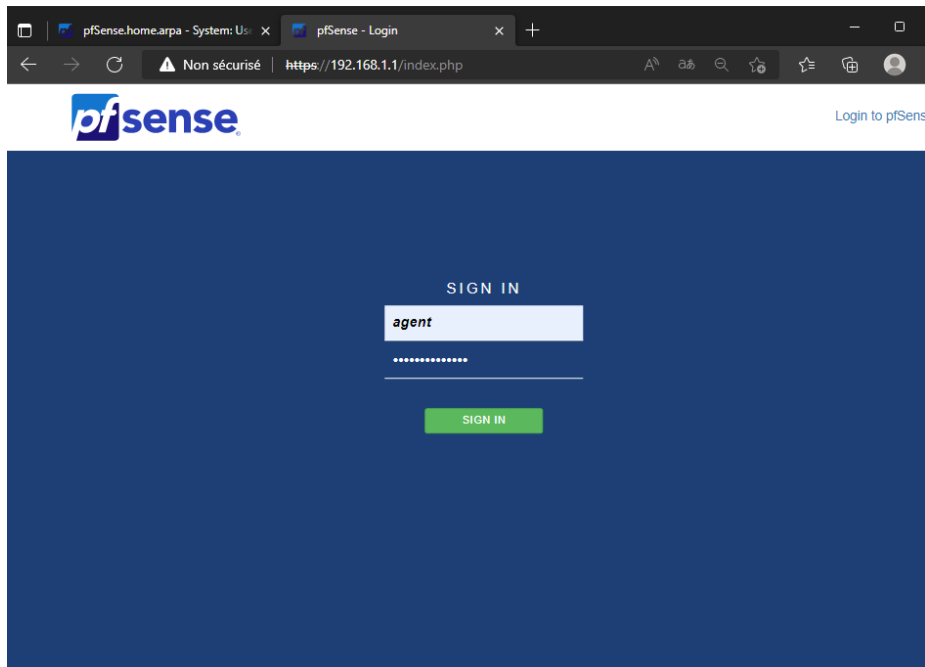 pfSense.home.arpa - System: Use
pfSense - Login
Non sécurisé
https://192.168.1.1/index.php
pfsense
Login to pfSens
SIGN IN
agent
••••••••••••••
SIGN IN